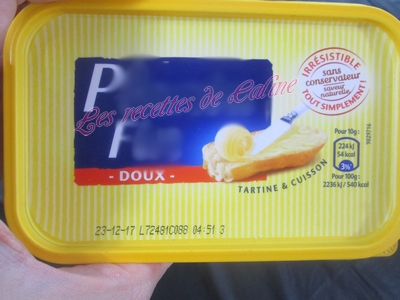 IRRÉSISTIBLE
sans
conservateur
saveur
naturelle
TOUT SIMPLEMENT!
P
Les recettes de Caline
F
- DOUX -
TARTINE & CUISSON
Pour 10g:
224 kJ
54 kcal
3%*
Pour 100g:
2236 kJ / 540 kcal
23-12-17 L72481C088 04:51 3